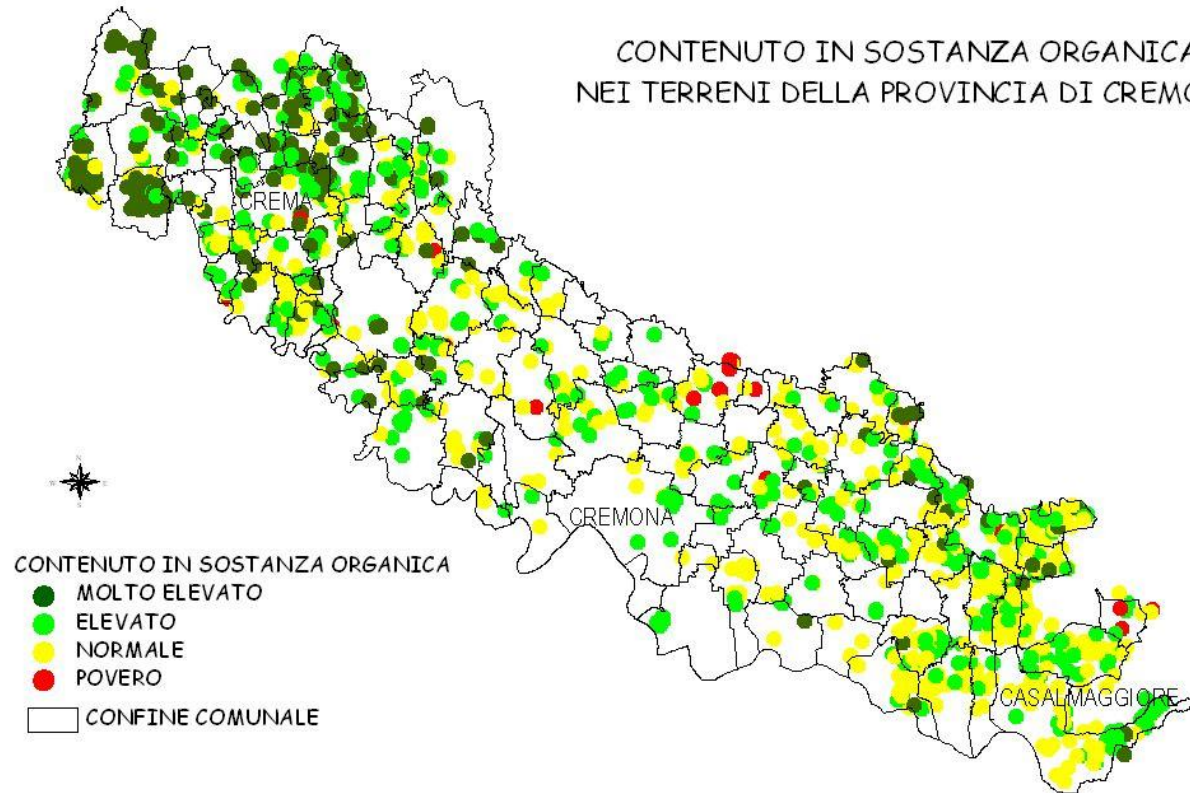 CONTENUTO IN SOSTANZA ORGANICA
NEI TERRENI DELLA PROVINCIA DI CREMO
CREMA
CREMONA
CASALMAGGIORE
N
W E
S
CONTENUTO IN SOSTANZA ORGANICA
MOLTO ELEVATO
ELEVATO
NORMALE
POVERO
CONFINE COMUNALE